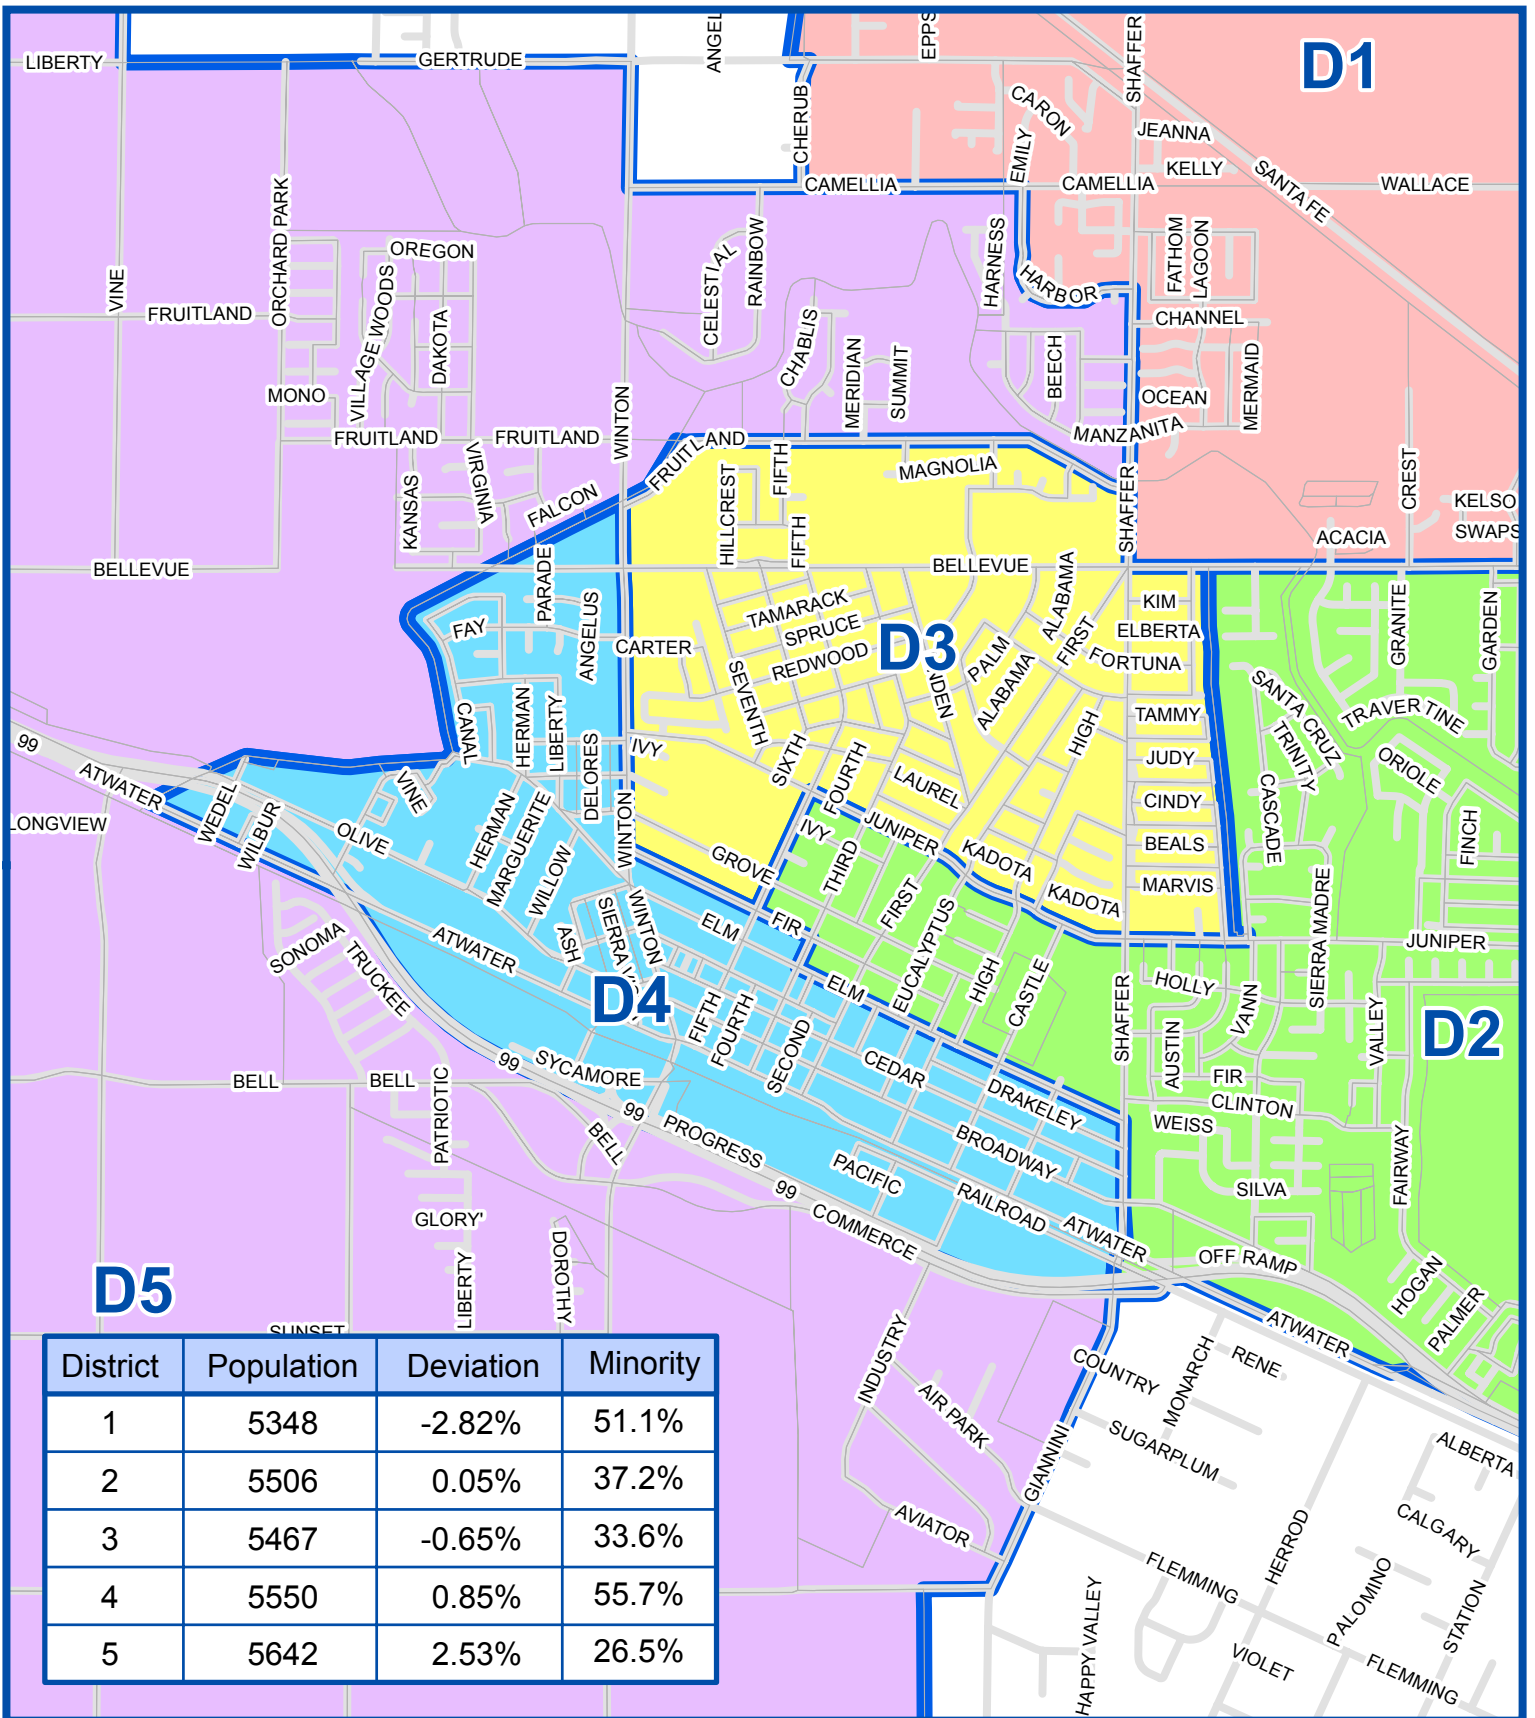 EPPS
SHAFFER
ANGEL
D1
LIBERTY
GERTRUDE
CHERUB
CARON
JEANNA
EMILY
KELLY
SANTA FE
CAMELLIA
CAMELLIA
WALLACE
ORCHARD PARK
VINE
OREGON
CELESTIAL
RAINBOW
HARNESS
HARBOR
FATHOM
LAGOON
FRUITLAND
VILLAGE WOODS
DAKOTA
CHABLIS
MERIDIAN
SUMMIT
BEECH
CHANNEL
MERMAID
MONO
OCEAN
WINTON
MANZANITA
FRUITLAND
FRUITLAND
FRUITLAND
FIFTH
MAGNOLIA
KANSAS
VIRGINIA
FALCON
HILLCREST
FIFTH
SHAFFER
CREST
KELSO
SWAPS
ACACIA
BELLEVUE
BELLEVUE
PARADE
ANGELUS
FAY
CARTER
TAMARACK
SPRUCE
REDWOOD
D3
ALABAMA
KIM
ELBERTA
FORTUNA
FIRST
PALM
ALABAMA
GRANITE
GARDEN
CANAL
HERMAN
LIBERTY
SEVENTH
NDEN
HIGH
TAMMY
SANTA CRUZ
TRAVERTINE
TRINITY
99
ATWATER
WEDEL
WILBUR
VINE
DELORES
IVY
SIXTH
FOURTH
LAUREL
JUDY
CINDY
BEALS
MARVIS
CASCADE
ORIOLE
FINCH
LONGVIEW
OLIVE
HERMAN
MARGUERITE
WILLOW
WINTON
GROVE
IVY
THIRD
JUNIPER
KADOTA
KADOTA
FIRST
EUCALYPTUS
SIERRA MADRE
SONOMA
TRUCKEE
ATWATER
ASH
WINTON
ELM
FIR
ELM
HIGH
CASTLE
JUNIPER
D4
FIFTH
FOURTH
SECOND
SHAFFER
HOLLY
VANN
AUSTIN
VALLEY
D2
BELL
BELL
PATRIOTIC
99
SYCAMORE
99
BELL
PROGRESS
CEDAR
DRAKELEY
BROADWAY
FIR
CLINTON
WEISS
SILVA
FAIRWAY
PACIFIC
RAILROAD
ATWATER
99
COMMERCE
OFF RAMP
HOGAN
PALMER
GLORY'
LIBERTY
DOROTHY
D5
SUNSET
INDUSTRY
AIR PARK
AVIATOR
GIANNINI
COUNTRY
MONARCH
RENE
SUGARPLUM
ATWATER
ALBERTA
CALGARY
HERROD
FLEMMING
PALOMINO
STATION
HAPPY VALLEY
VIOLET
FLEMMING
District Population Deviation Minority
1 5348 -2.82% 51.1%
2 5506 0.05% 37.2%
3 5467 -0.65% 33.6%
4 5550 0.85% 55.7%
5 5642 2.53% 26.5%